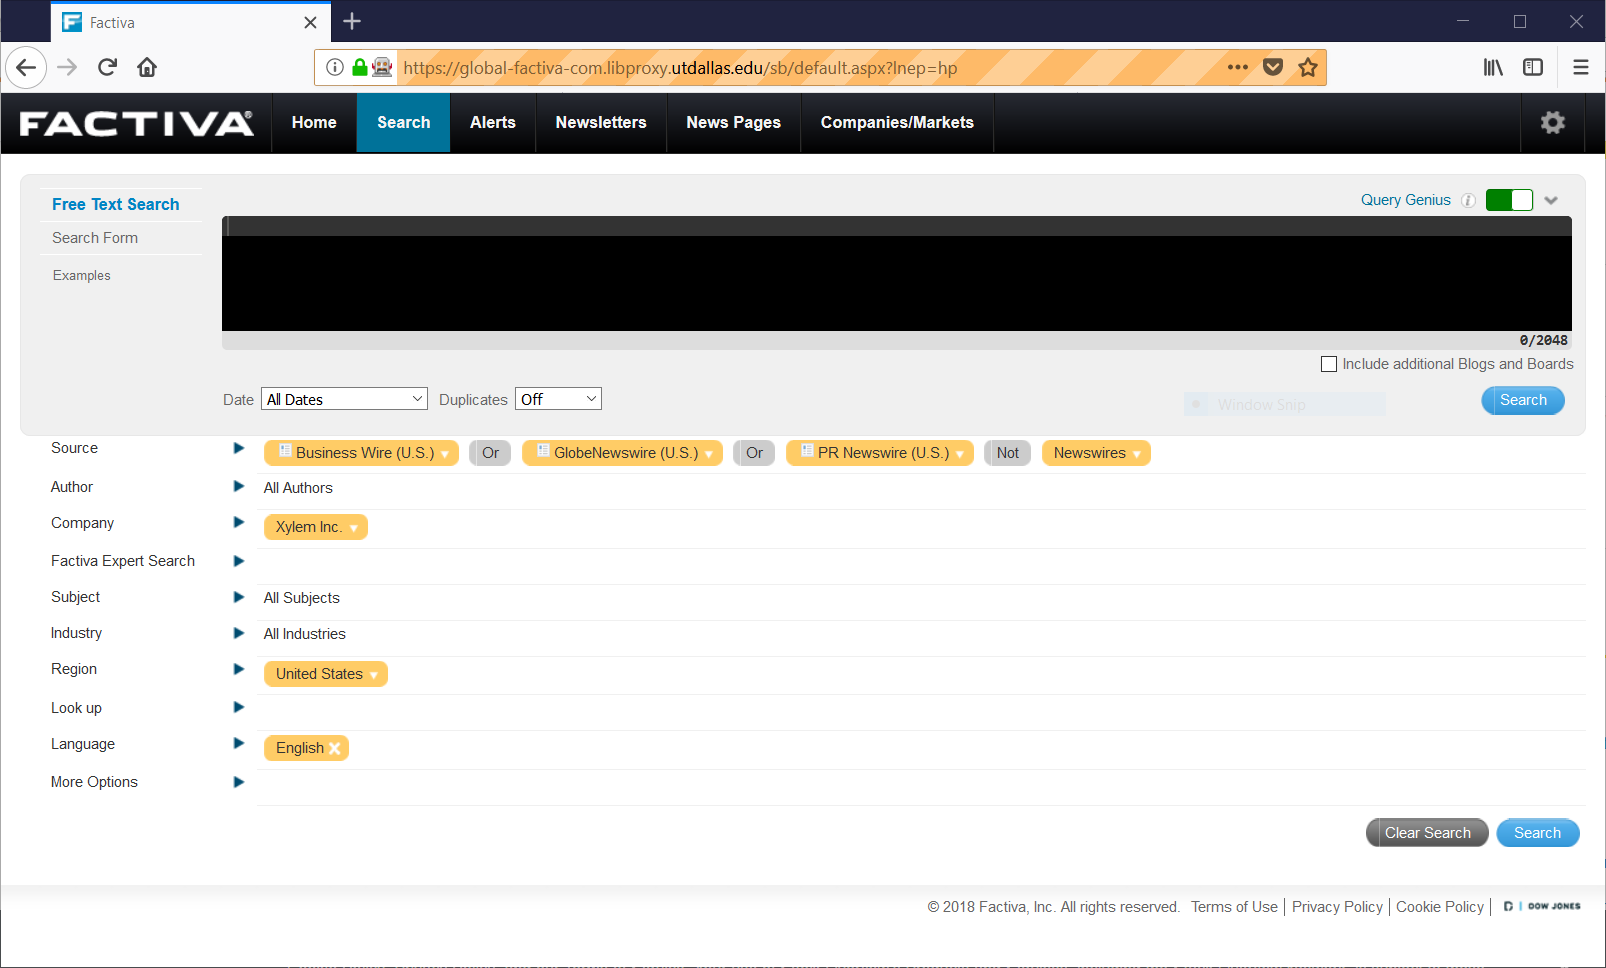 Factiva
https://global-factiva-com.libproxy.utdallas.edu/sb/default.aspx?lnep=hp
FACTIVA® Home Search Alerts Newsletters News Pages Companies/Markets
Free Text Search
Query Genius i
Search Form
Examples
0/2048
Include additional Blogs and Boards
Date All Dates Duplicates Off Window Snip Search
Source Business Wire (U.S.) Or GlobeNewswire (U.S.) Or PR Newswire (U.S.) Not Newswires
Author All Authors
Company Xylem Inc.
Factiva Expert Search
Subject All Subjects
Industry All Industries
Region United States
Look up
Language English
More Options
Clear Search Search
© 2018 Factiva, Inc. All rights reserved. Terms of Use | Privacy Policy | Cookie Policy | D | DOW JONES